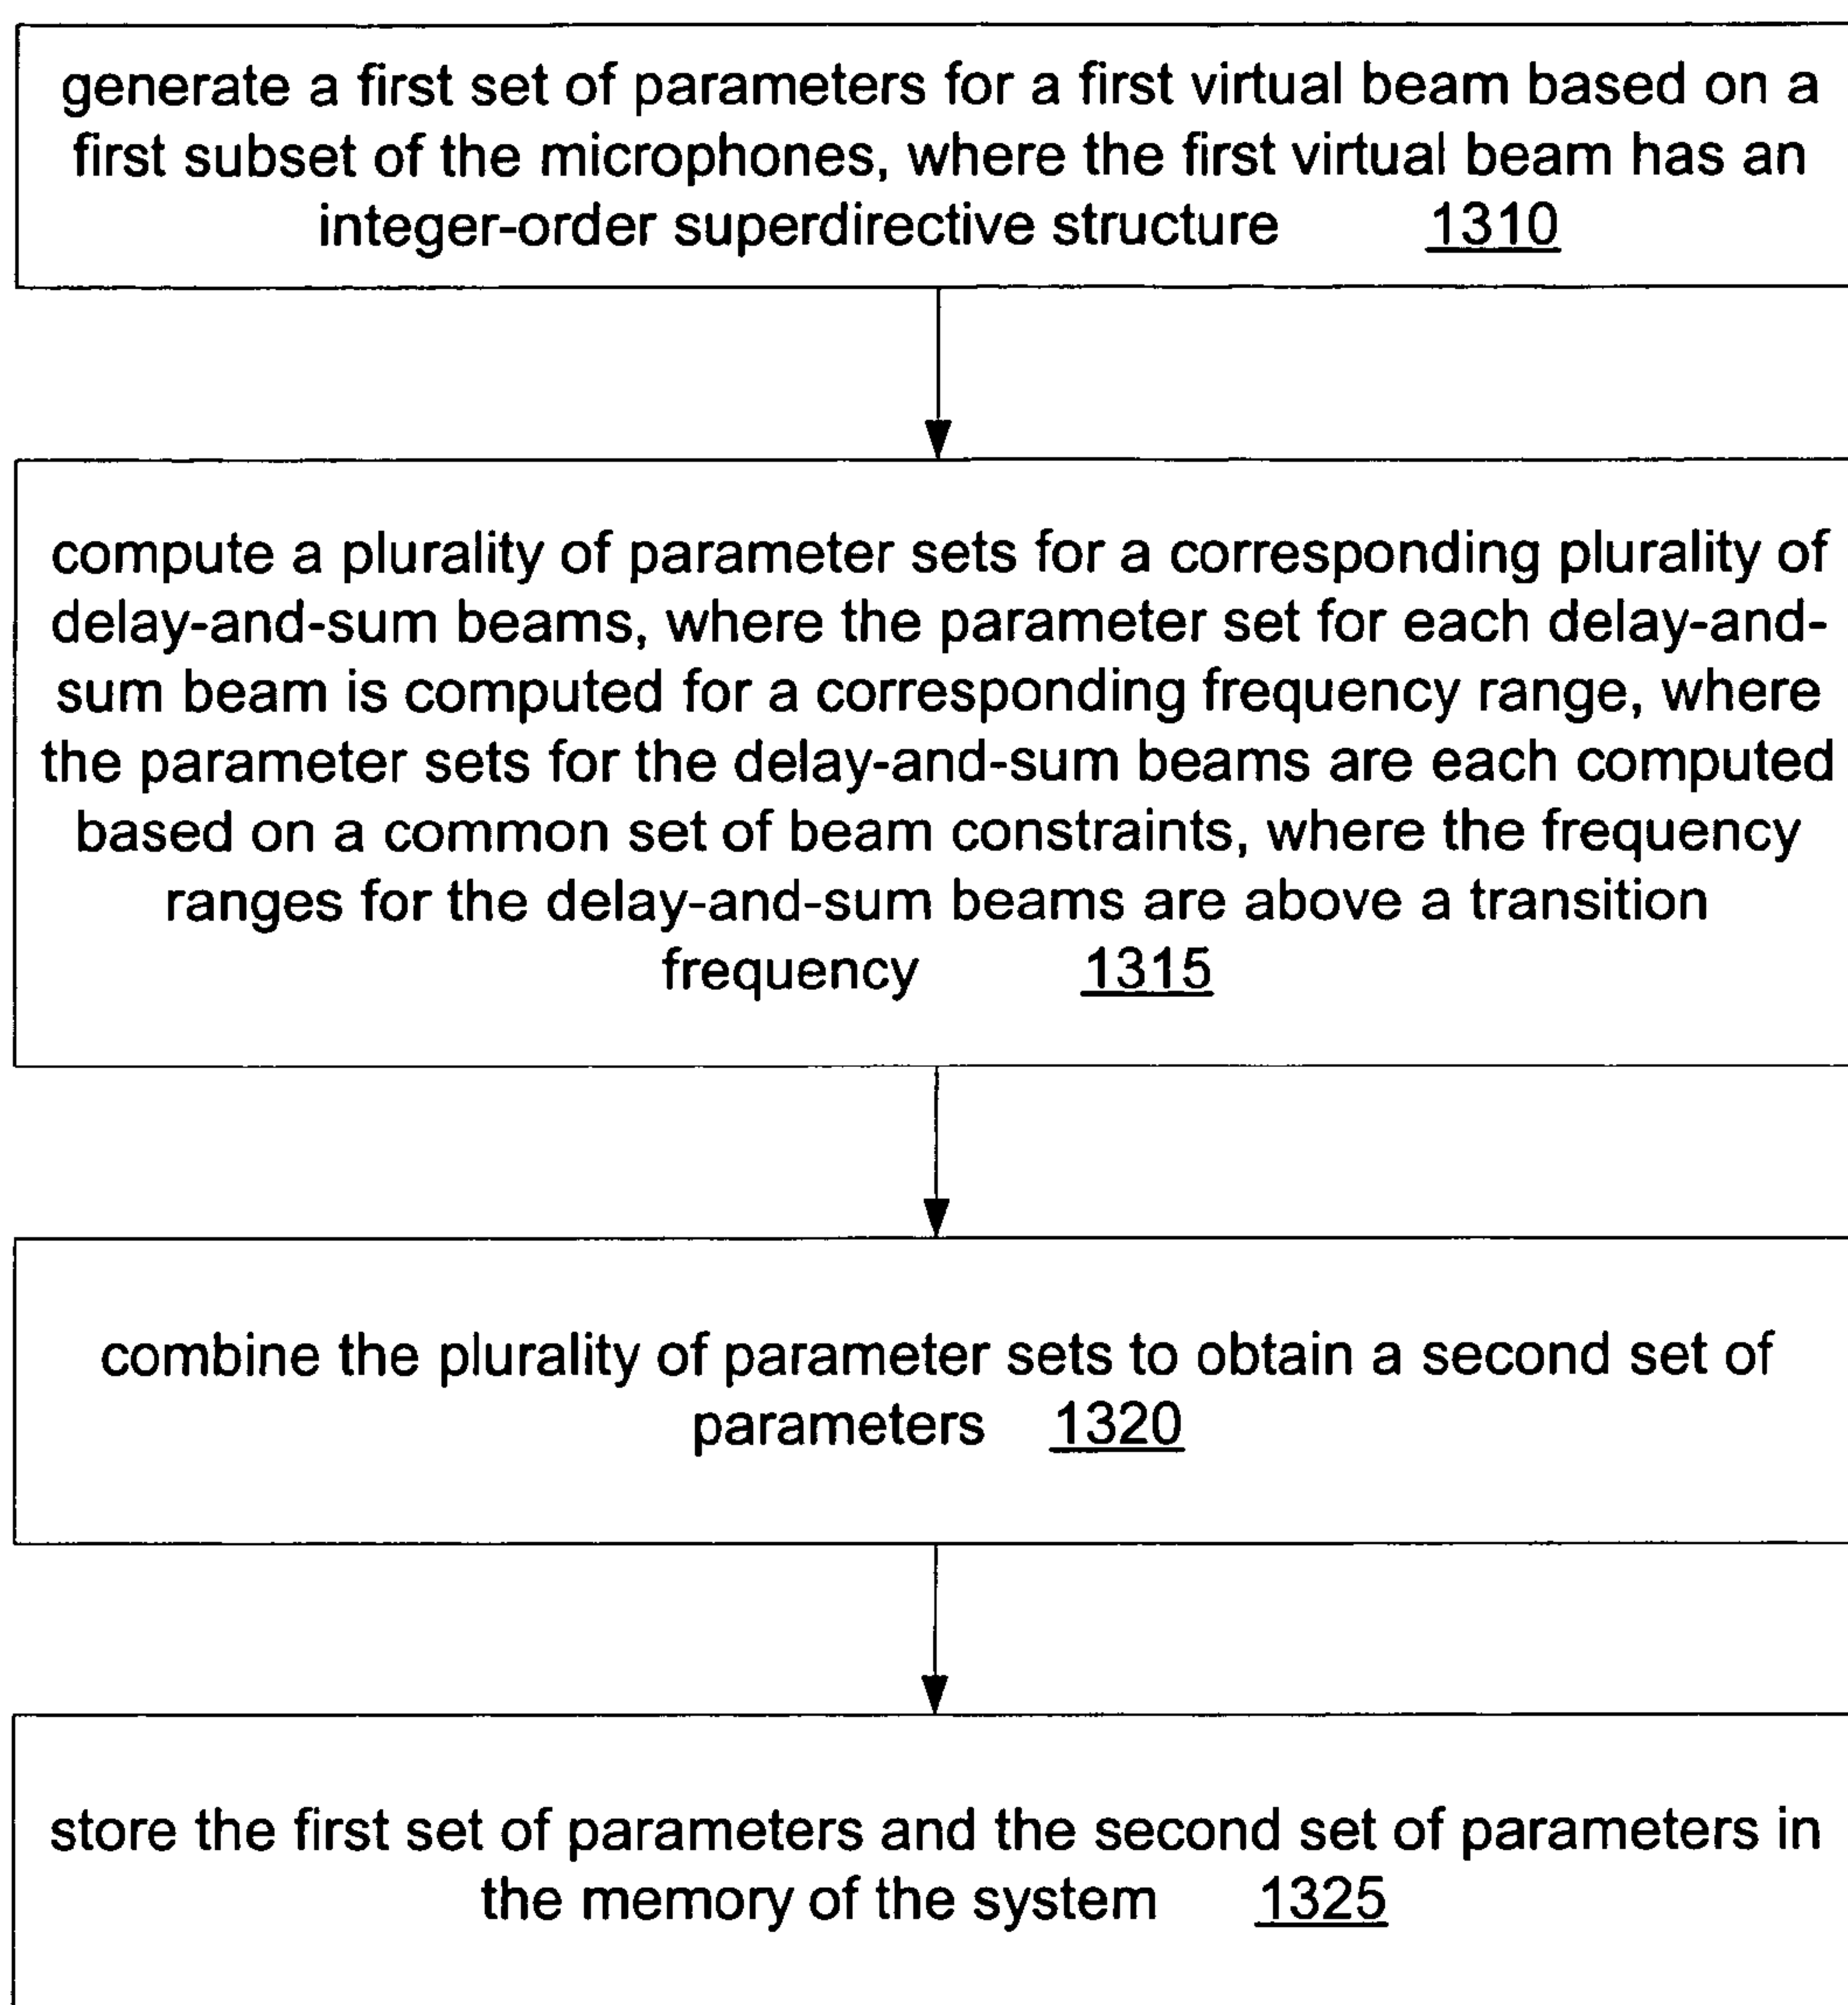 generate a first set of parameters for a first virtual beam based on a
first subset of the microphones, where the first virtual beam has an
integer-order superdirective structure 1310
compute a plurality of parameter sets for a corresponding plurality of
delay-and-sum beams, where the parameter set for each delay-and-
sum beam is computed for a corresponding frequency range, where
the parameter sets for the delay-and-sum beams are each computed
based on a common set of beam constraints, where the frequency
ranges for the delay-and-sum beams are above a transition
frequency 1315
combine the plurality of parameter sets to obtain a second set of
parameters 1320
store the first set of parameters and the second set of parameters in
the memory of the system 1325